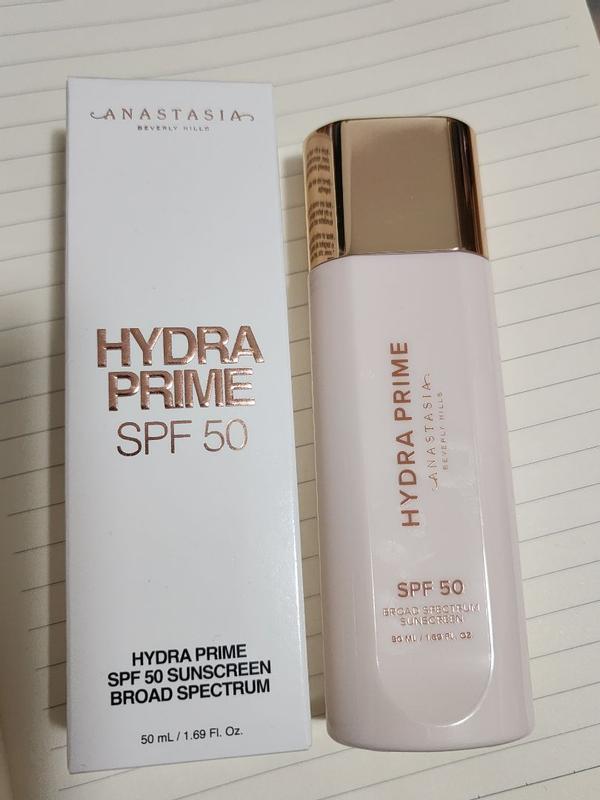 ANASTASIA
BEVERLY HILLS
HYDRA
PRIME
SPF 50
HYDRA PRIME
SPF 50 SUNSCREEN
BROAD SPECTRUM
50 mL / 1.69 Fl. Oz.
HYDRA PRIME
ANASTASIA
BEVERLY HILLS
SPF 50
BROAD SPECTRUM
SUNSCREEN
50 ML / 1.69 FL. OZ.